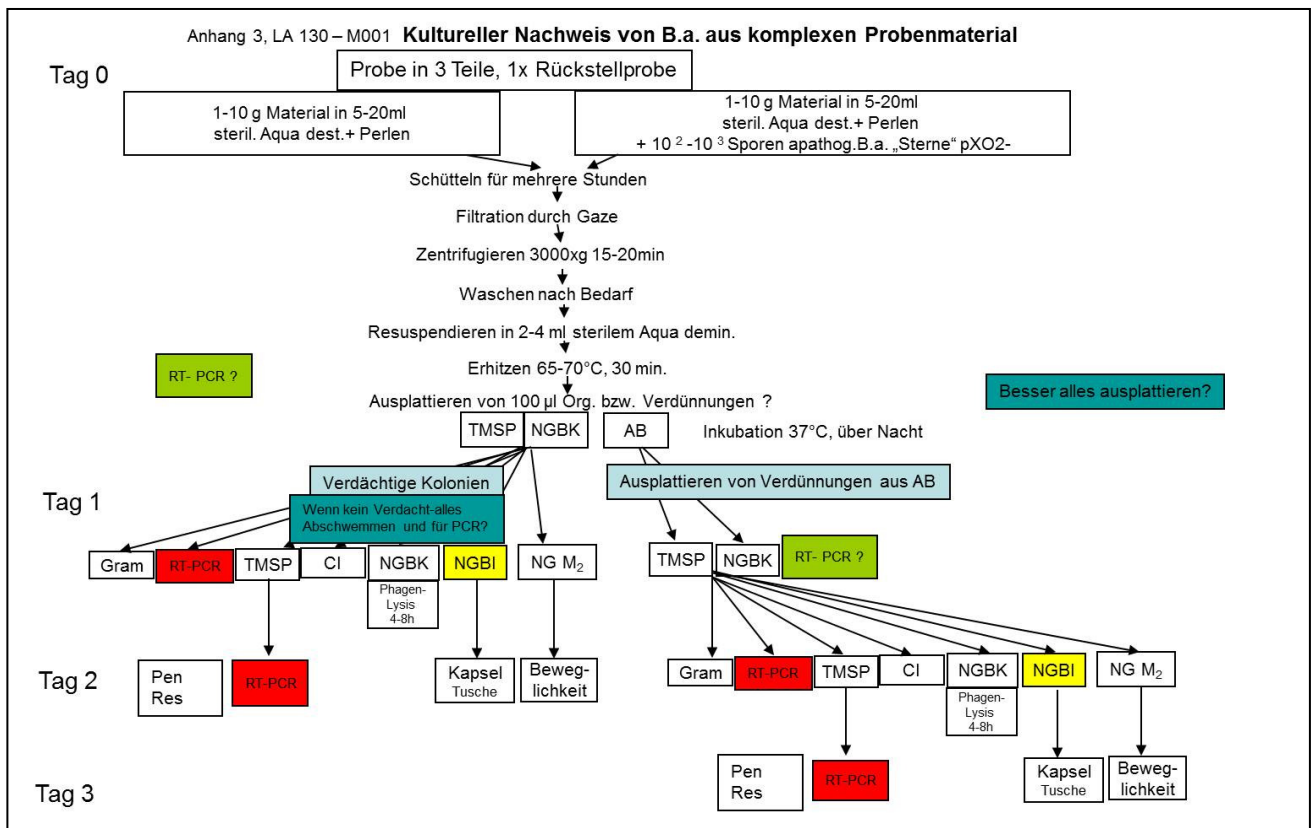 Anhang 3, LA 130 – M001 Kultureller Nachweis von B.a. aus komplexen Probenmaterial
Tag 0
Probe in 3 Teile, 1x Rückstellprobe
1-10 g Material in 5-20ml
steril. Aqua dest.+ Perlen
1-10 g Material in 5-20ml
steril. Aqua dest.+ Perlen
+ 10 2 -10 3 Sporen apathog.B.a. „Sterne“ pXO2-
Schütteln für mehrere Stunden
Filtration durch Gaze
Zentrifugieren 3000xg 15-20min
Waschen nach Bedarf
Resuspendieren in 2-4 ml sterilem Aqua demin.
Erhitzen 65-70°C, 30 min.
RT- PCR ?
Besser alles ausplattieren?
Ausplattieren von 100 µl Org. bzw. Verdünnungen ?
TMSP NGBK AB Inkubation 37°C, über Nacht
Tag 1
Verdächtige Kolonien
Wenn kein Verdacht-alles
Abschwemmen und für PCR?
Ausplattieren von Verdünnungen aus AB
Gram RT-PCR TMSP CI NGBK NGBI NG M2
Phagen-
Lysis
4-8h
TMSP NGBK RT- PCR ?
Tag 2
Pen
Res
RT-PCR
Kapsel
Tusche
Beweg-
lichkeit
Gram RT-PCR TMSP CI NGBK NGBI NG M2
Phagen-
Lysis
4-8h
Tag 3
Pen
Res
RT-PCR
Kapsel
Tusche
Beweg-
lichkeit